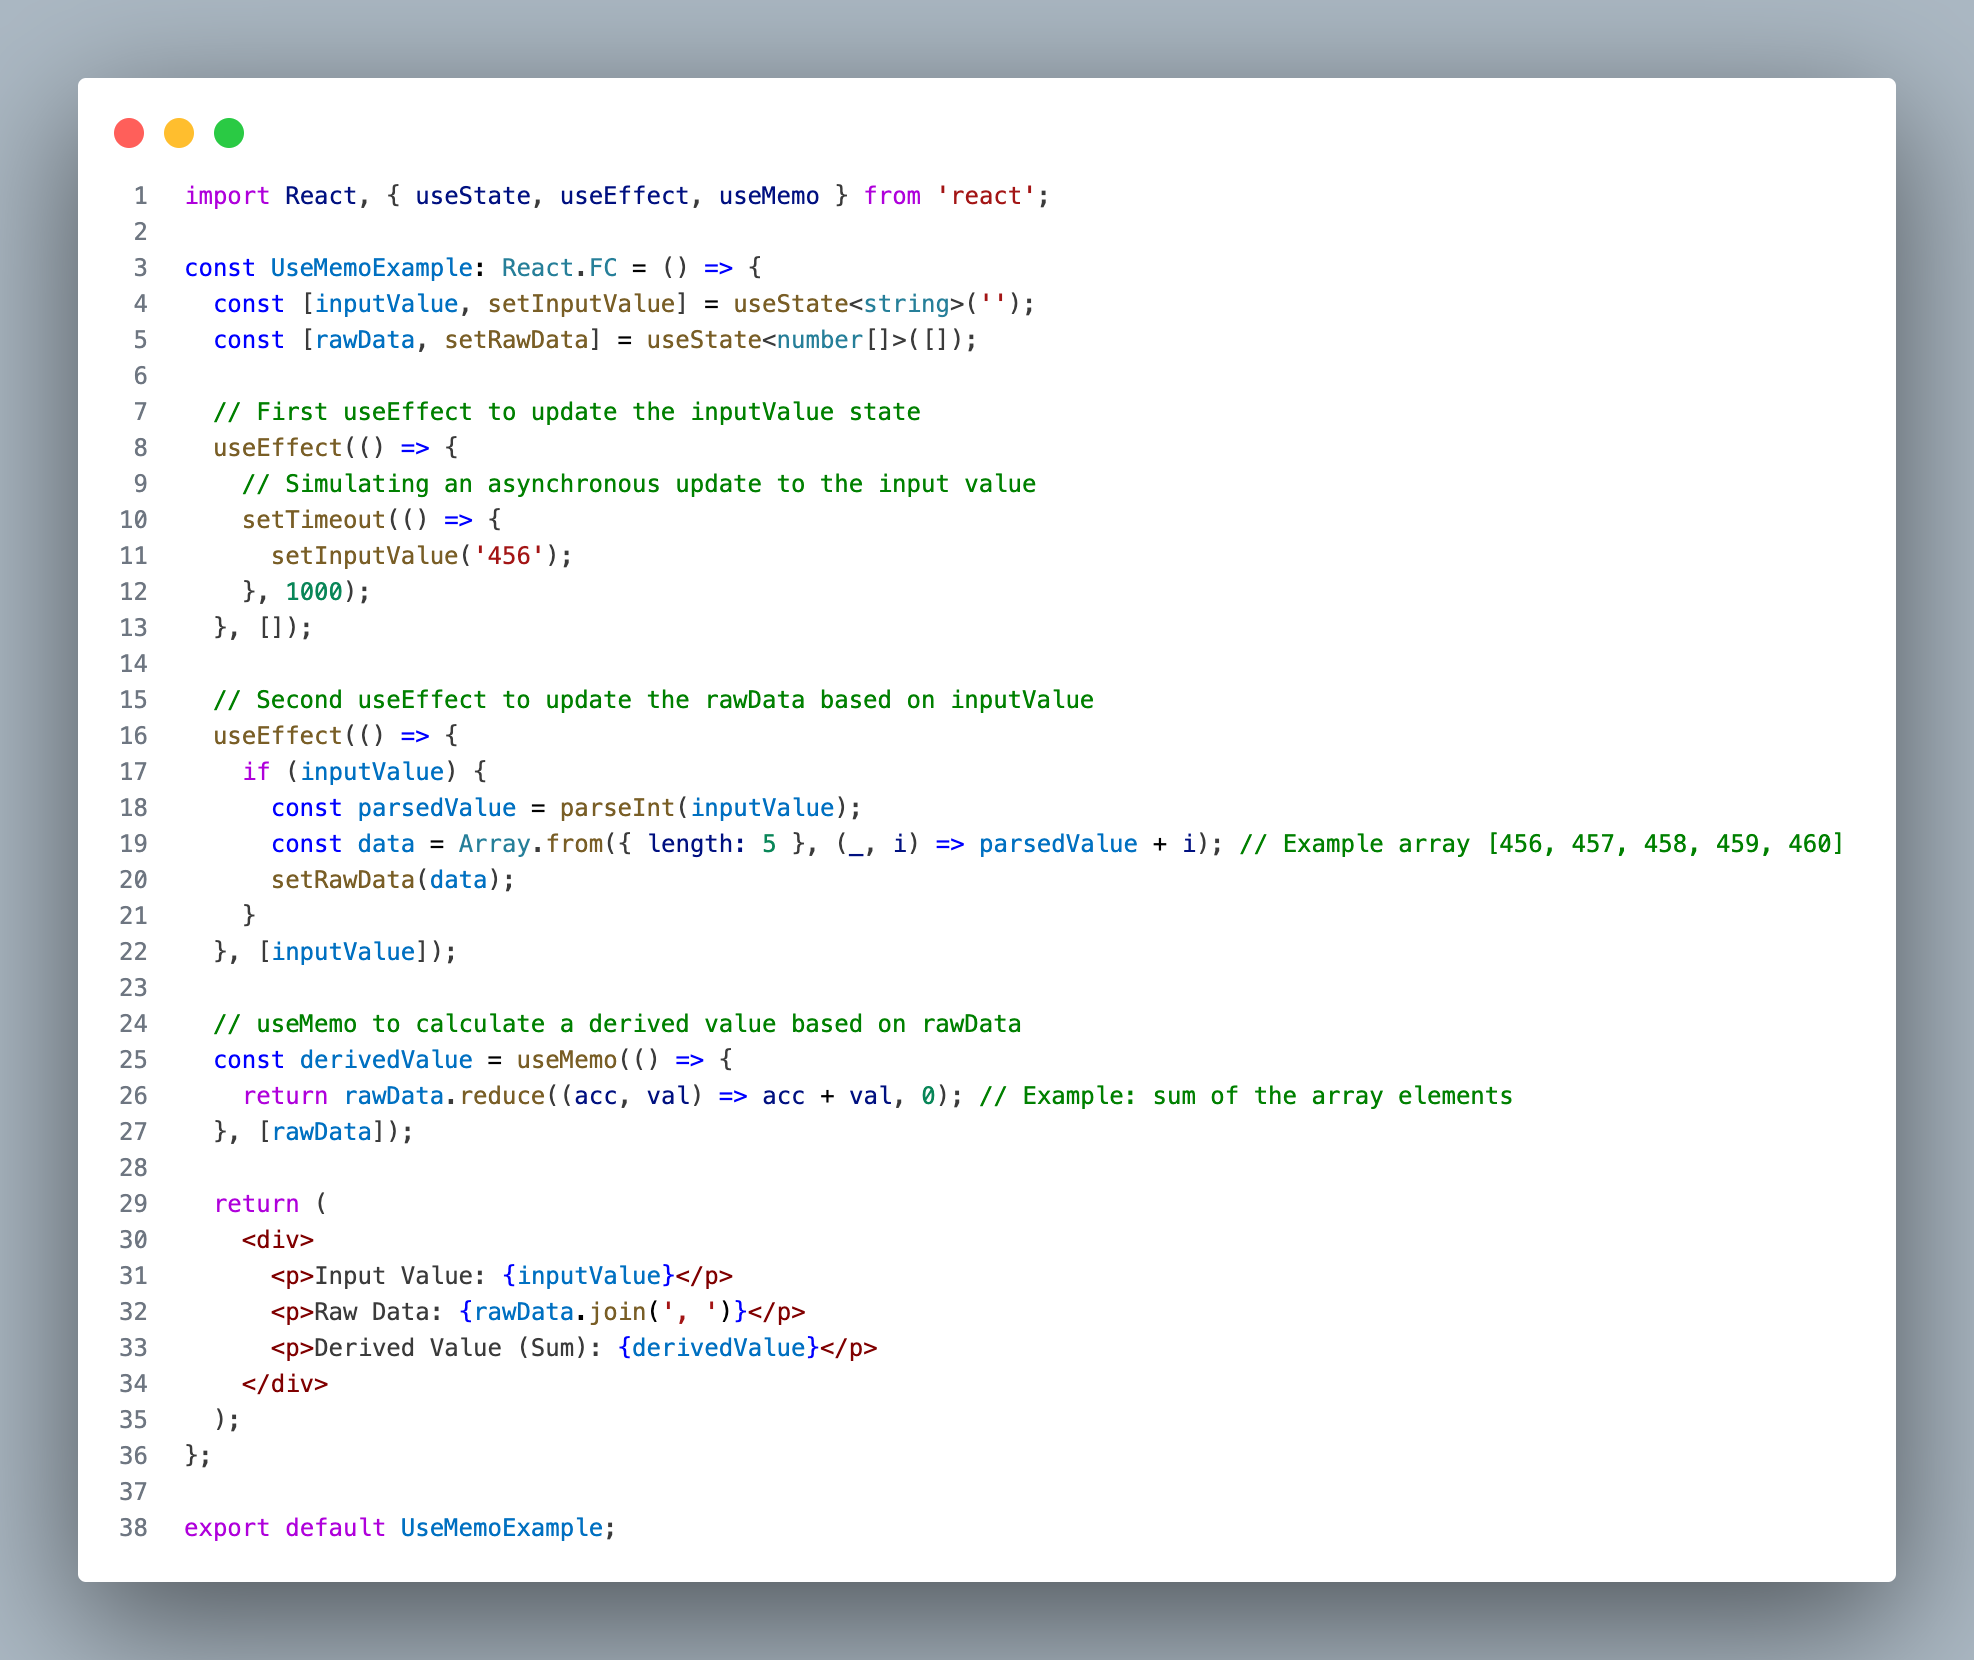 1 import React, { useState, useEffect, useMemo } from 'react';
2
3 const UseMemoExample: React.FC = () => {
4   const [inputValue, setInputValue] = useState<string>('');
5   const [rawData, setRawData] = useState<number[]>([]);
6
7   // First useEffect to update the inputValue state
8   useEffect(() => {
9     // Simulating an asynchronous update to the input value
10     setTimeout(() => {
11       setInputValue('456');
12     }, 1000);
13   }, []);
14
15   // Second useEffect to update the rawData based on inputValue
16   useEffect(() => {
17     if (inputValue) {
18       const parsedValue = parseInt(inputValue);
19       const data = Array.from({ length: 5 }, (_, i) => parsedValue + i); // Example array [456, 457, 458, 459, 460]
20       setRawData(data);
21     }
22   }, [inputValue]);
23
24   // useMemo to calculate a derived value based on rawData
25   const derivedValue = useMemo(() => {
26     return rawData.reduce((acc, val) => acc + val, 0); // Example: sum of the array elements
27   }, [rawData]);
28
29   return (
30     <div>
31       <p>Input Value: {inputValue}</p>
32       <p>Raw Data: {rawData.join(', ')}</p>
33       <p>Derived Value (Sum): {derivedValue}</p>
34     </div>
35   );
36 };
37
38 export default UseMemoExample;